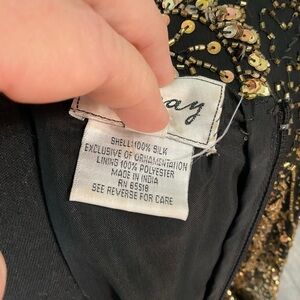 ay
SHELL:100% SILK
EXCLUSIVE OF ORNAMENTATION
LINING 100% POLYESTER
MADE IN INDIA
RN 65518
SEE REVERSE FOR CARE